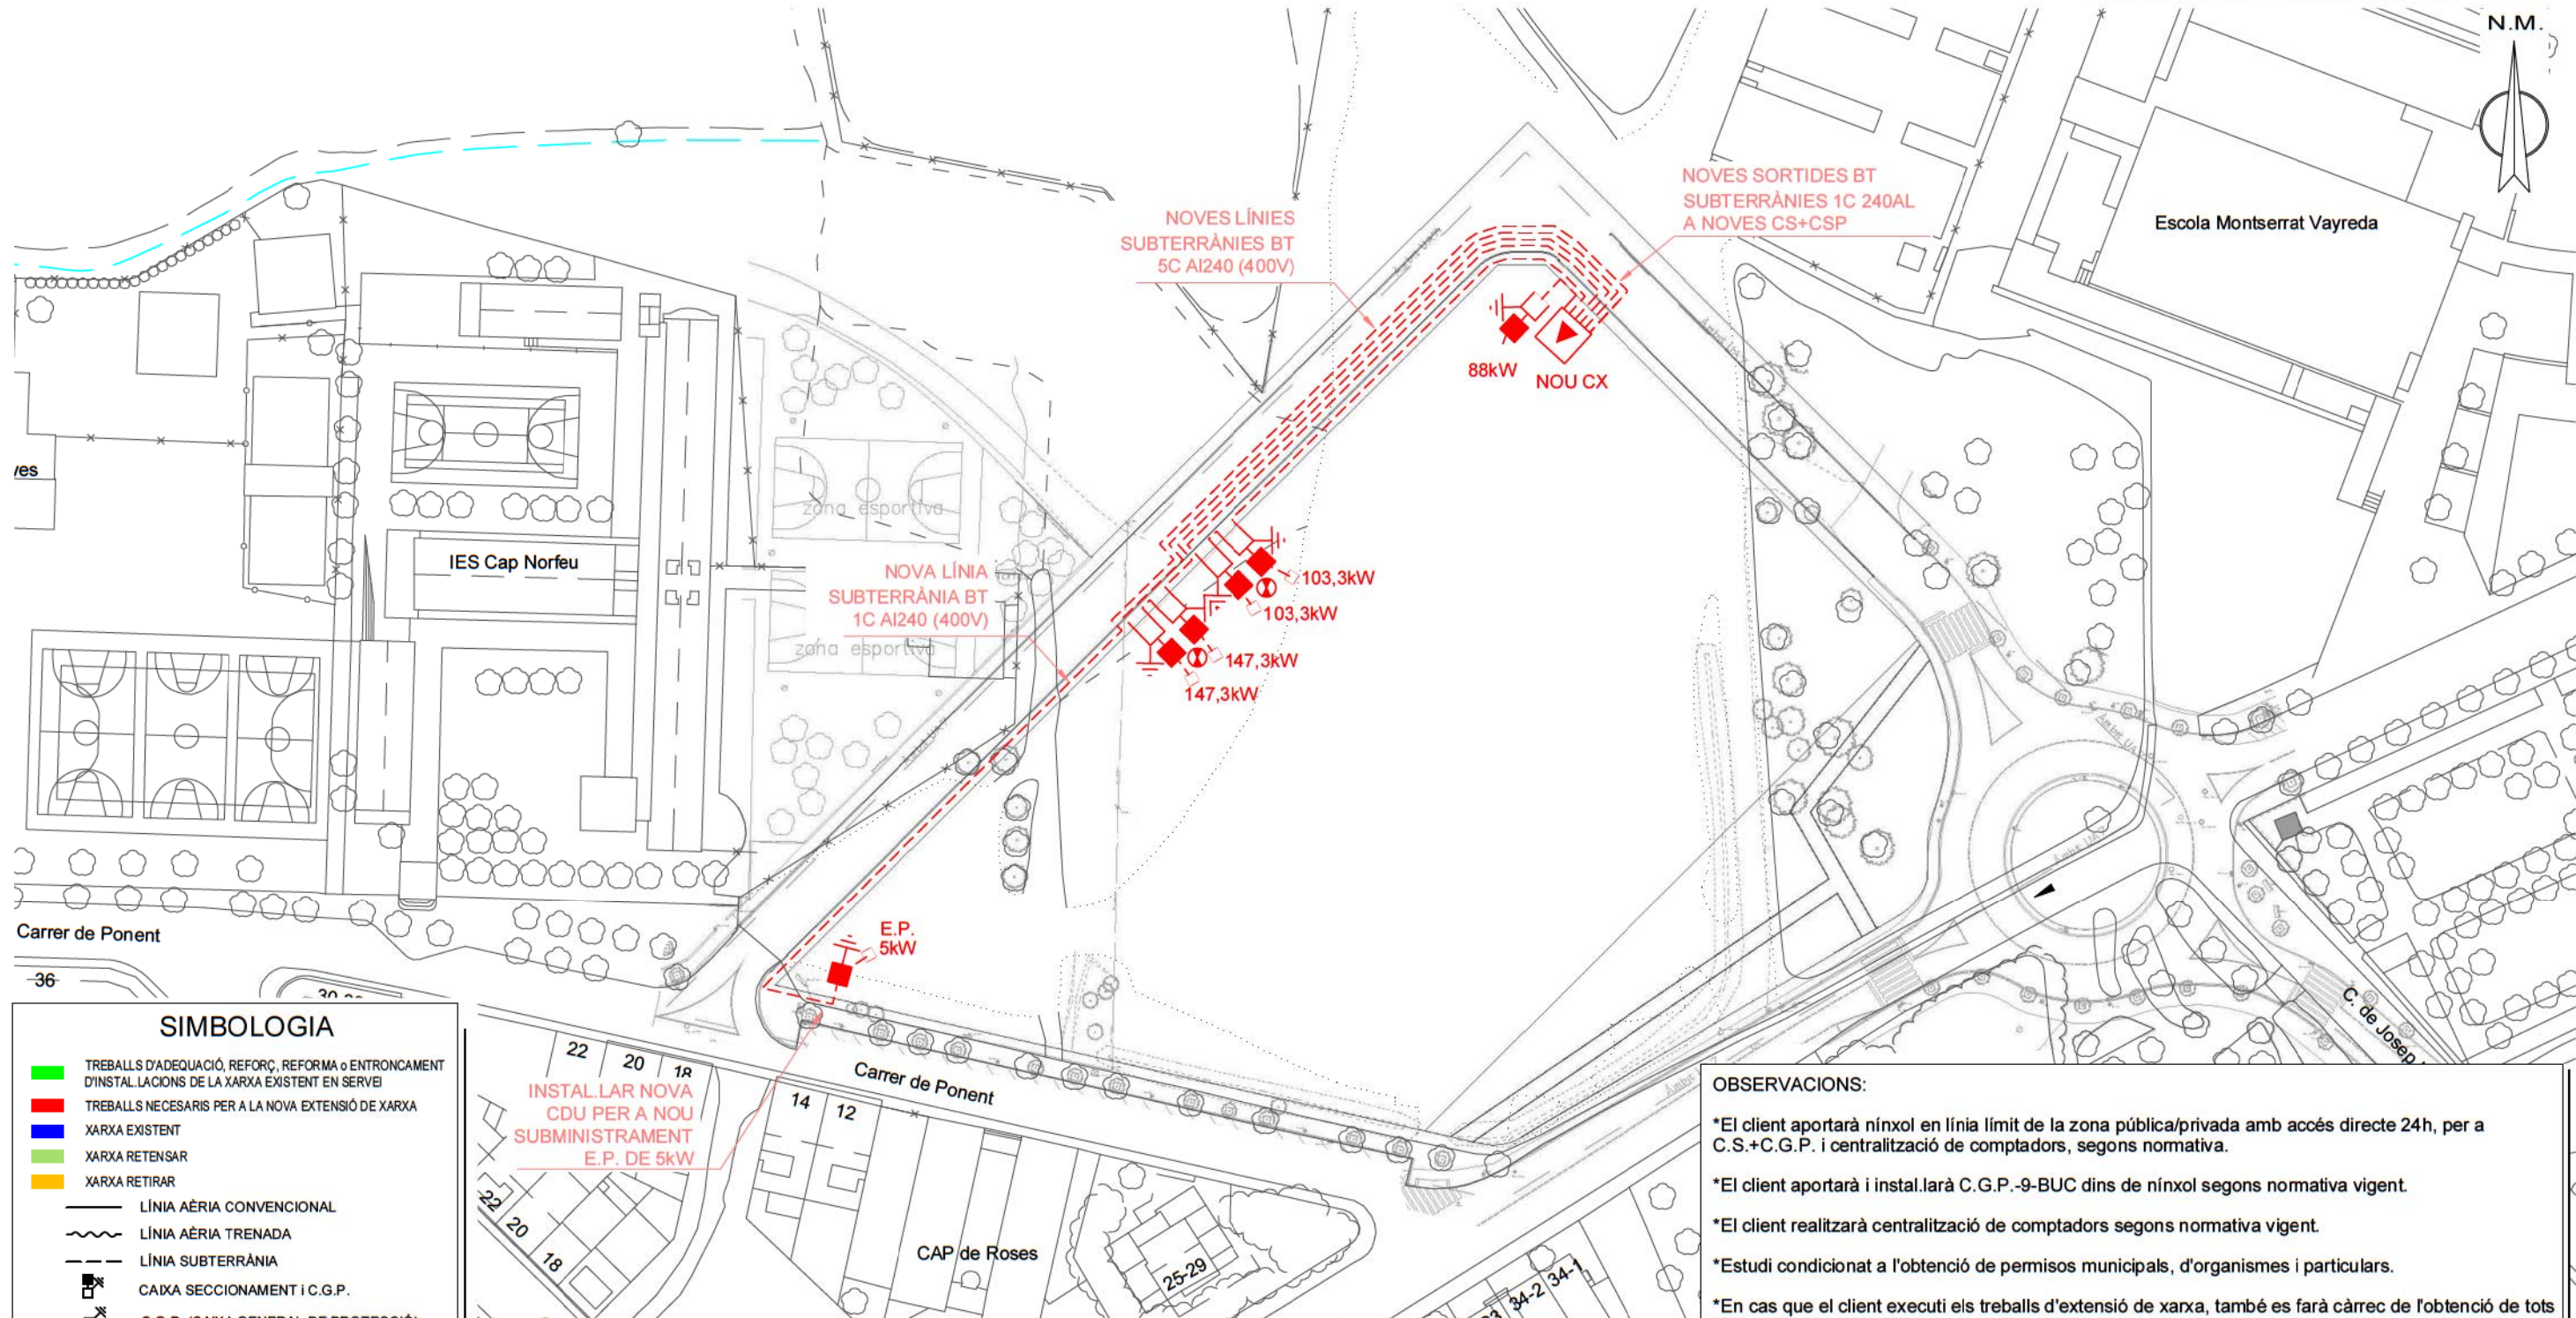 N.M.
NOVES SORTIDES BT
SUBTERRÀNIES 1C 240AL
A NOVES CS+CSP
NOVES LÍNIES
SUBTERRÀNIES BT
5C Al240 (400V)
Escola Montserrat Vayreda
88kW
NOU CX
zona esportiva
IES Cap Norfeu
NOVA LÍNIA
SUBTERRÀNIA BT
1C Al240 (400V)
zona esportiva
103,3kW
103,3kW
147,3kW
147,3kW
Carrer de Ponent
36
E.P.
5kW
C. de Josep
22
20
18
14
12
Carrer de Ponent
INSTAL.LAR NOVA
CDU PER A NOU
SUBMINISTRAMENT
E.P. DE 5kW
22
20
18
CAP de Roses
25-29
34-2
34-1
SIMBOLOGIA
TREBALLS D'ADEQUACIÓ, REFORÇ, REFORMA o ENTRONCAMENT
D'INSTAL.LACIONS DE LA XARXA EXISTENT EN SERVEI
TREBALLS NECESARIS PER A LA NOVA EXTENSIÓ DE XARXA
XARXA EXISTENT
XARXA RETENSAR
XARXA RETIRAR
LÍNIA AÈRIA CONVENCIONAL
LÍNIA AÈRIA TRENADA
LÍNIA SUBTERRÀNIA
CAIXA SECCIONAMENT i C.G.P.
C.G.P. (CAIXA GENERAL DE PROTECCIÓ)
OBSERVACIONS:
*El client aportarà nínxol en línia límit de la zona pública/privada amb accés directe 24h, per a
C.S.+C.G.P. i centralització de comptadors, segons normativa.
*El client aportarà i instal.larà C.G.P.-9-BUC dins de nínxol segons normativa vigent.
*El client realitzarà centralització de comptadors segons normativa vigent.
*Estudi condicionat a l'obtenció de permisos municipals, d'organismes i particulars.
*En cas que el client executi els treballs d'extensió de xarxa, també es farà càrrec de l'obtenció de tots